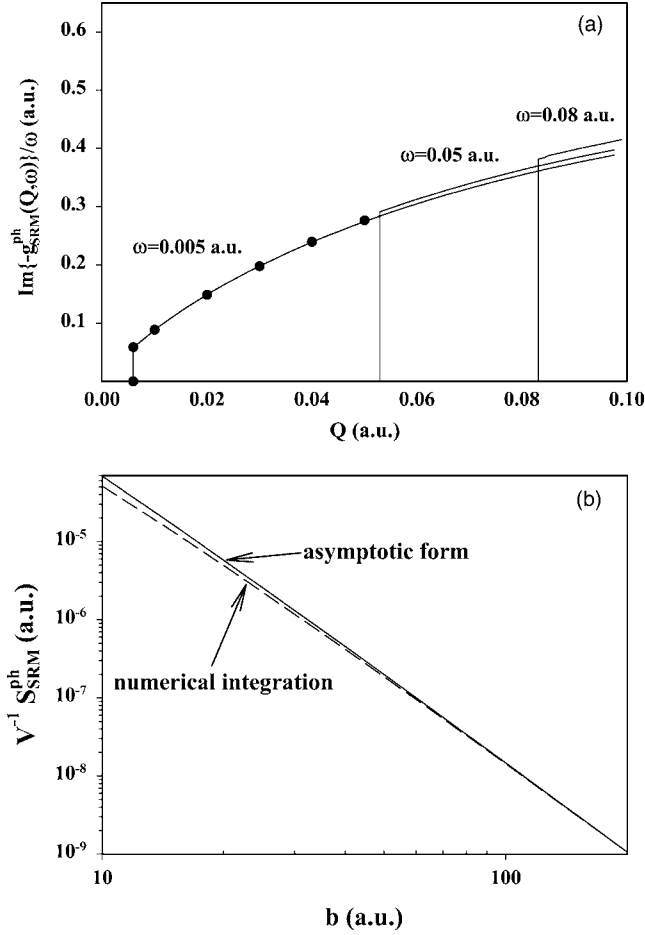 (a)
0.6
0.5
0.4
0.3
0.2
0.1
ω=0.08 a.u.
ω=0.05 a.u.
ω=0.005 a.u.
Im{-g^ph_SRM(Q,ω)}/ω (a.u.)
0.00 0.02 0.04 0.06 0.08 0.10
Q (a.u.)
(b)
10^-5
10^-6
10^-7
10^-8
10^-9
asymptotic form
numerical integration
V^-1 S^ph_SRM (a.u.)
10 100
b (a.u.)